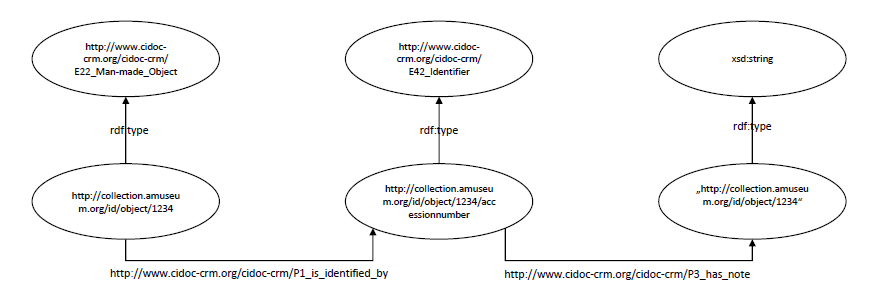 http://www.cidoc-
crm.org/cidoc-crm/
E22_Man-made_Object
http://www.cidoc-
crm.org/cidoc-crm/
E42_Identifier
xsd:string
rdf:type
rdf:type
rdf:type
http://collection.amuseu
m.org/id/object/1234
http://collection.amuseu
m.org/id/object/1234/acc
essionnumber
„http://collection.amuseu
m.org/id/object/1234“
http://www.cidoc-crm.org/cidoc-crm/P1_is_identified_by
http://www.cidoc-crm.org/cidoc-crm/P3_has_note